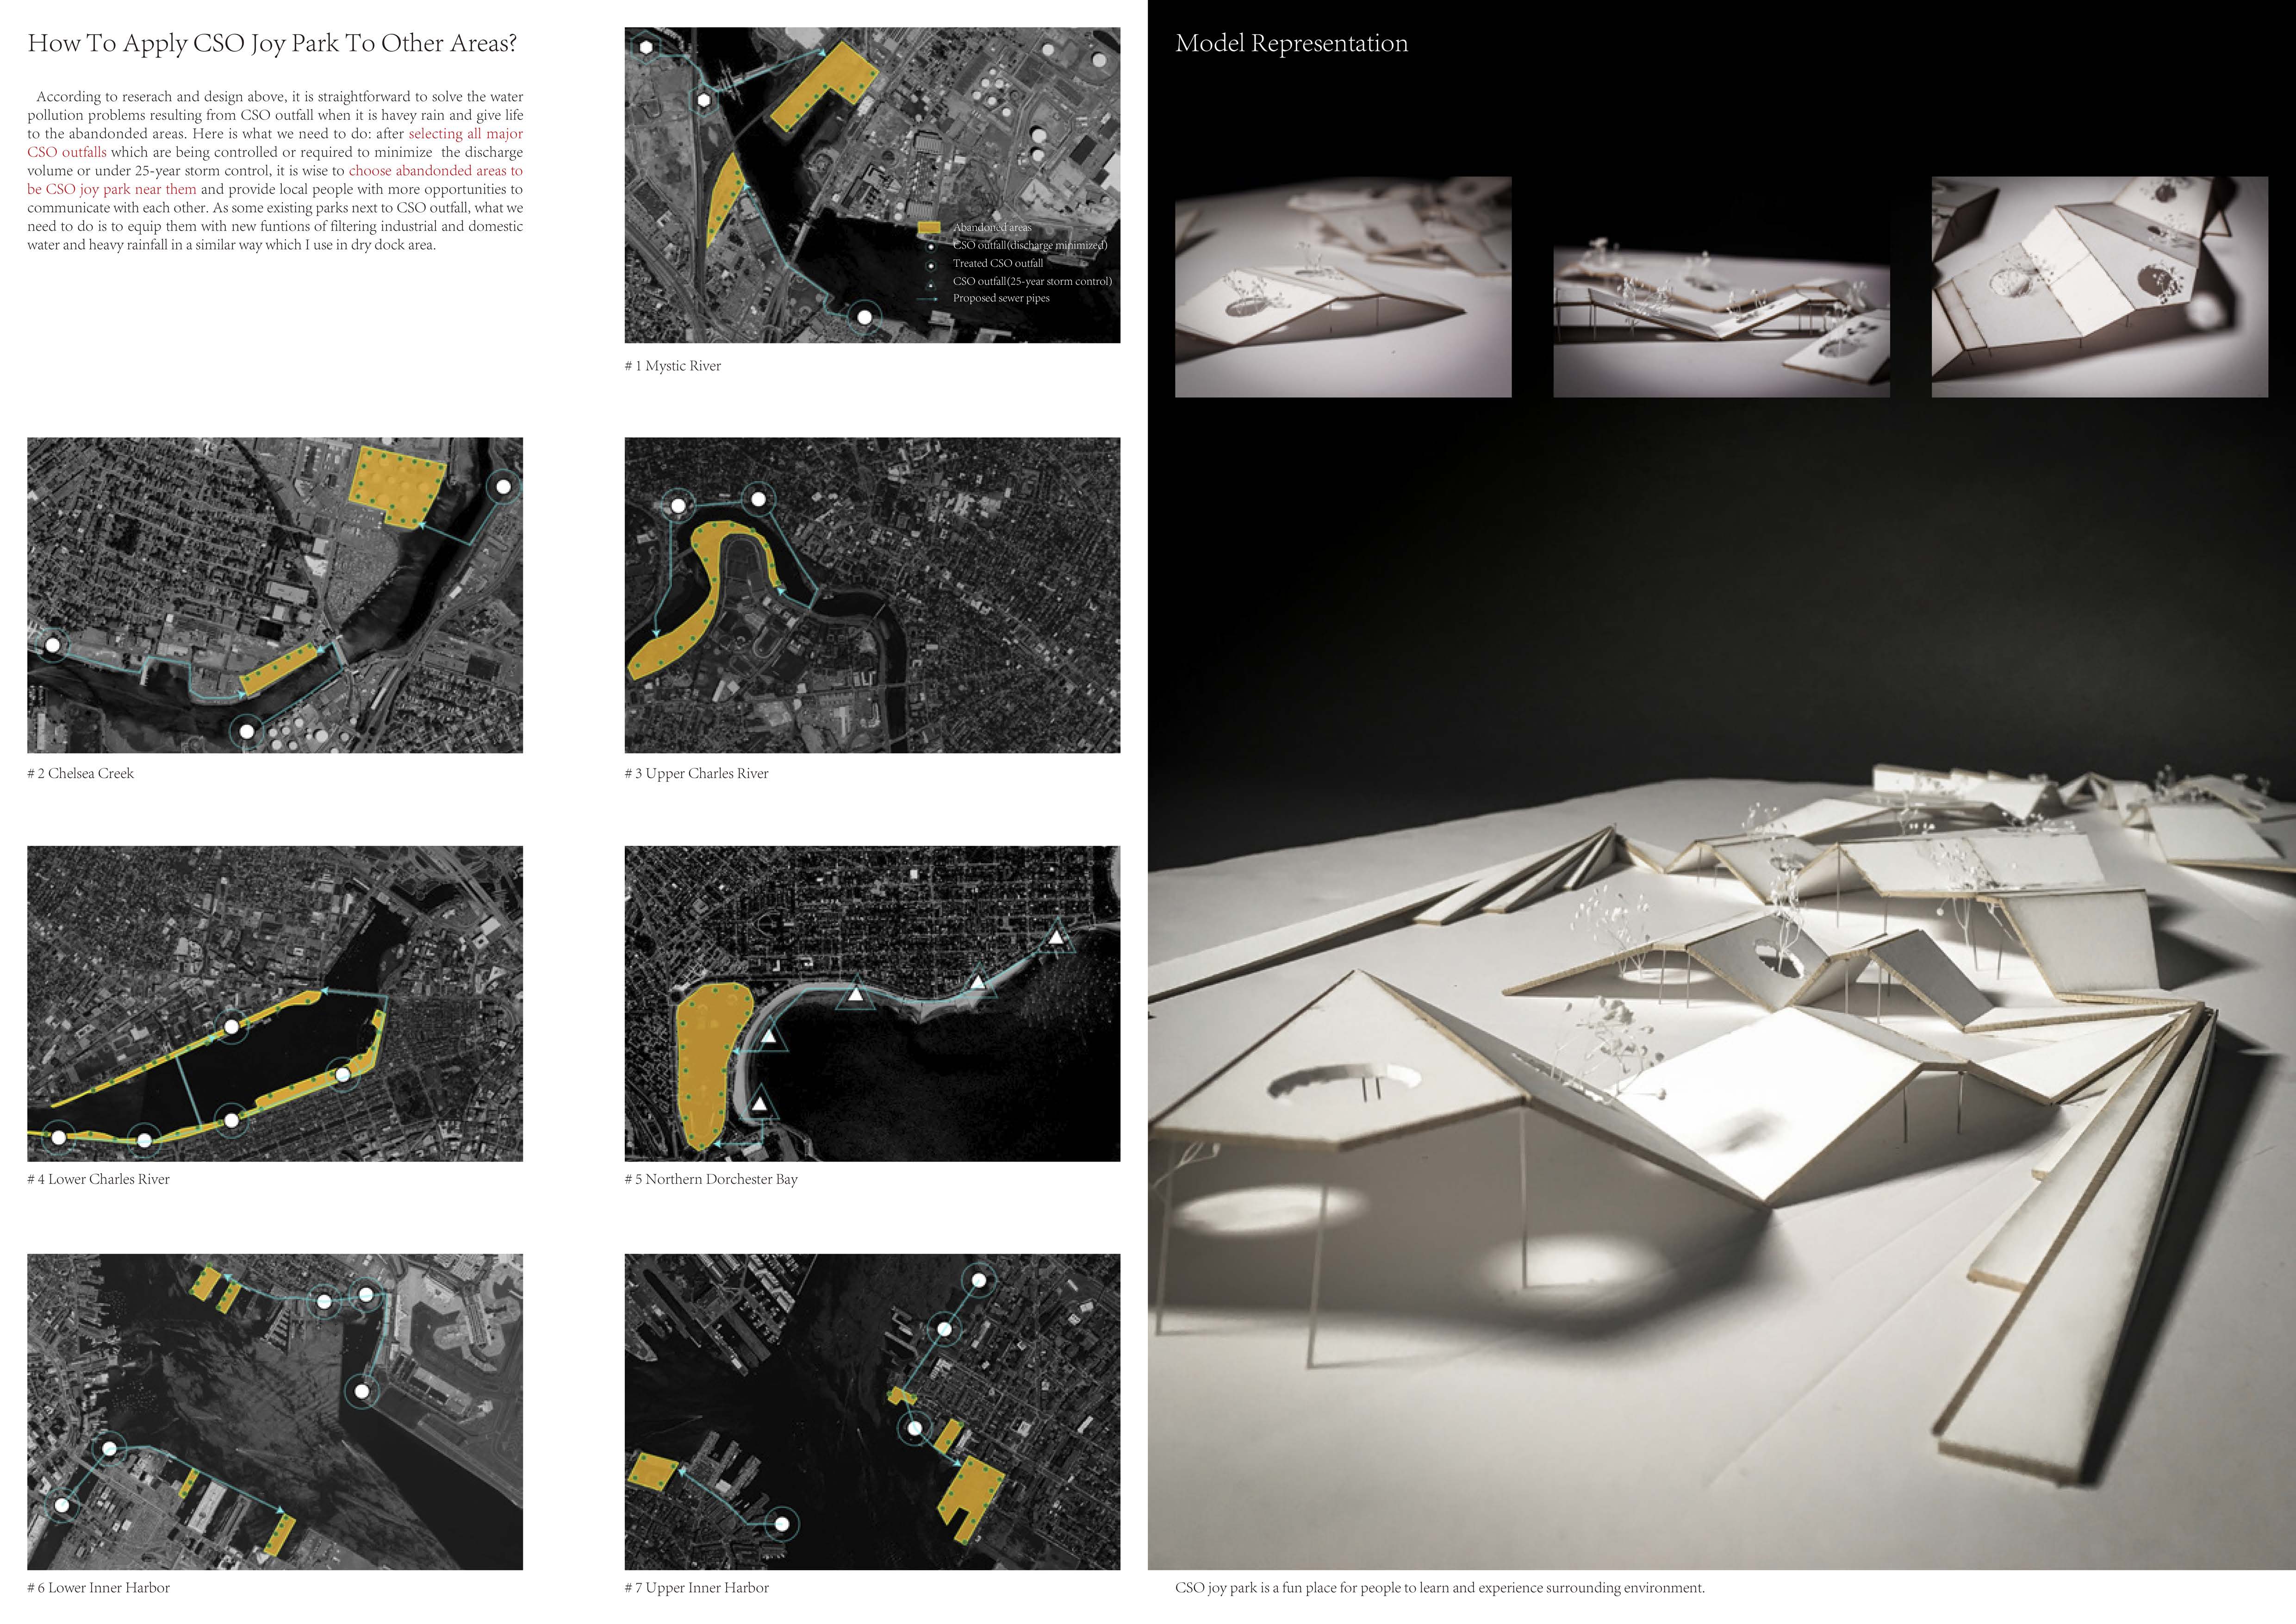 How To Apply CSO Joy Park To Other Areas?
According to reserach and design above, it is straightforward to solve the water
pollution problems resulting from CSO outfall when it is havey rain and give life
to the abandonded areas. Here is what we need to do: after selecting all major
CSO outfalls which are being controlled or required to minimize the discharge
volume or under 25-year storm control, it is wise to choose abandonded areas to
be CSO joy park near them and provide local people with more opportunities to
communicate with each other. As some existing parks next to CSO outfall, what we
need to do is to equip them with new funtions of filtering industrial and domestic
water and heavy rainfall in a similar way which I use in dry dock area.
Abandoned areas
CSO outfall(discharge minimized)
Treated CSO outfall
CSO outfall(25-year storm control)
Proposed sewer pipes
# 1 Mystic River
# 2 Chelsea Creek
# 3 Upper Charles River
# 4 Lower Charles River
# 5 Northern Dorchester Bay
# 6 Lower Inner Harbor
# 7 Upper Inner Harbor
Model Representation
CSO joy park is a fun place for people to learn and experience surrounding environment.